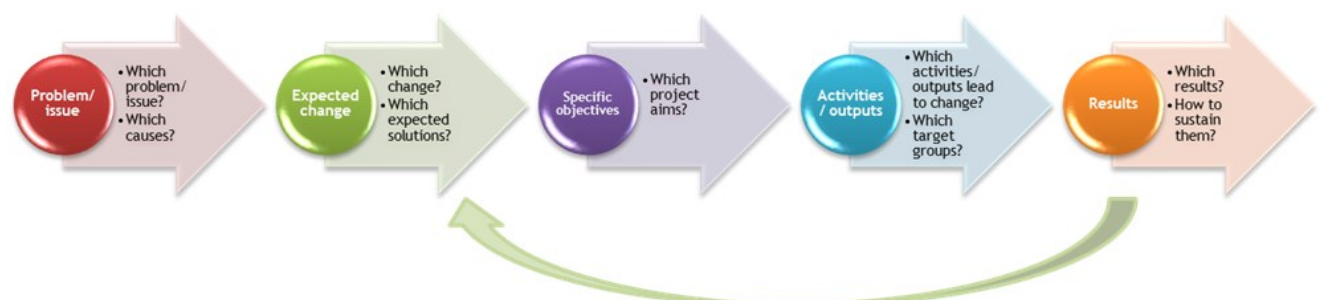 Problem/
issue
• Which
problem/
issue?
• Which
causes?
Expected
change
• Which
change?
• Which
expected
solutions?
Specific
objectives
• Which
project
aims?
Activities
/ outputs
• Which
activities/
outputs lead
to change?
• Which
target
groups?
Results
• Which
results?
• How to
sustain
them?